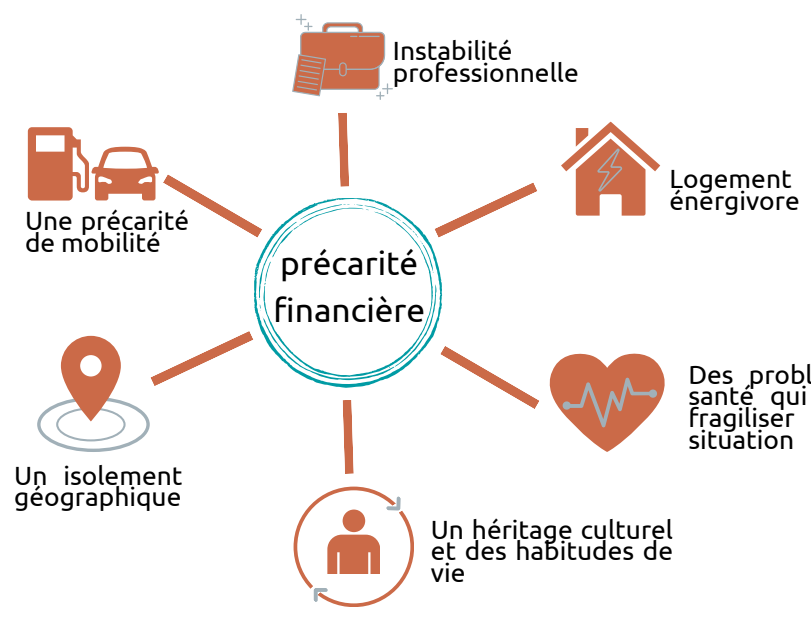 Instabilité
professionnelle
Logement
énergivore
Une précarité
de mobilité
précarité
financière
Des
santé qui
fragiliser
situation
Un isolement
géographique
Un héritage culturel
et des habitudes de
vie